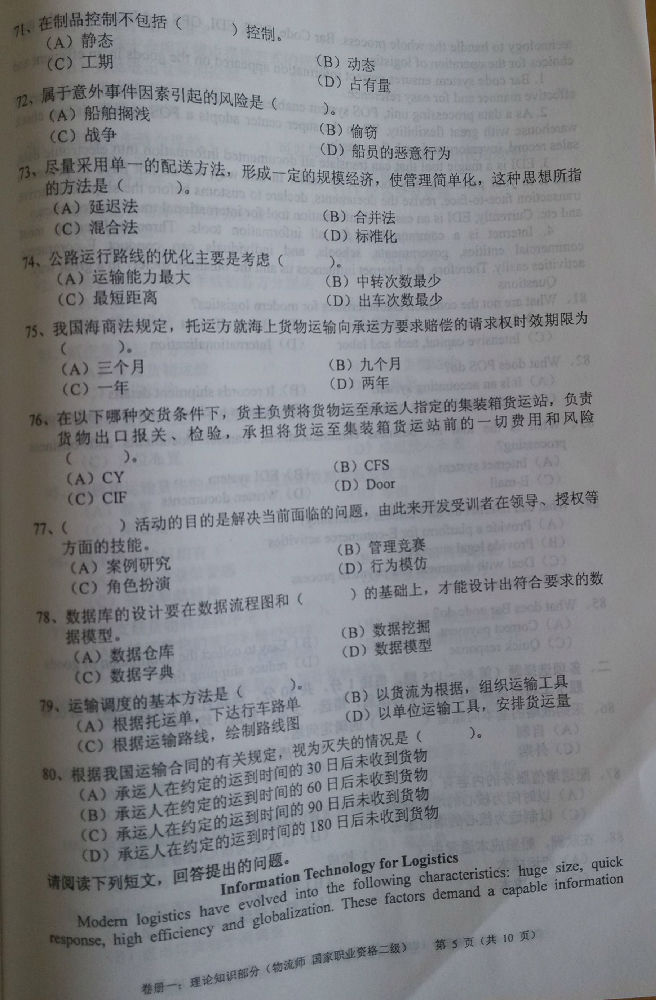 71、在制品控制不包括（ ）控制。
（A）静态 （B）动态
（C）工期 （D）占有量
72、属于意外事件因素引起的风险是（ ）。
（A）船舶搁浅 （B）偷窃
（C）战争 （D）船员的恶意行为
73、尽量采用单一的配送方法，形成一定的规模经济，使管理简单化，这种思想所指
的方法是（ ）。
（A）延迟法 （B）合并法
（C）混合法 （D）标准化
74、公路运行路线的优化主要是考虑（ ）。
（A）运输能力最大 （B）中转次数最少
（C）最短距离 （D）出车次数最少
75、我国海商法规定，托运方就海上货物运输向承运方要求赔偿的请求权时效期限为
（ ）。
（A）三个月 （B）九个月
（C）一年 （D）两年
76、在以下哪种交货条件下，货主负责将货物运至承运人指定的集装箱货运站，负责
货物出口报关、检验，承担将货运至集装箱货运站前的一切费用和风险
（ ）。
（A）CY （B）CFS
（C）CIF （D）Door
77、（ ）活动的目的是解决当前面临的问题，由此来开发受训者在领导、授权等
方面的技能。
（A）案例研究 （B）管理竞赛
（C）角色扮演 （D）行为模仿
78、数据库的设计要在数据流程图和（ ）的基础上，才能设计出符合要求的数
据模型。
（A）数据仓库 （B）数据挖掘
（C）数据字典 （D）数据模型
79、运输调度的基本方法是（ ）。
（A）根据托运单，下达行车路单 （B）以货流为根据，组织运输工具
（C）根据运输路线，绘制路线图 （D）以单位运输工具，安排货运量
80、根据我国运输合同的有关规定，视为灭失的情况是（ ）。
（A）承运人在约定的运到时间的 30 日后未收到货物
（B）承运人在约定的运到时间的 60 日后未收到货物
（C）承运人在约定的运到时间的 90 日后未收到货物
（D）承运人在约定的运到时间的 180 日后未收到货物
请阅读下列短文，回答提出的问题。
Information Technology for Logistics
Modern logistics have evolved into the following characteristics: huge size, quick
response, high efficiency and globalization. These factors demand a capable information
卷册一：理论知识部分（物流师 国家职业资格二级） 第 5 页（共 10 页）